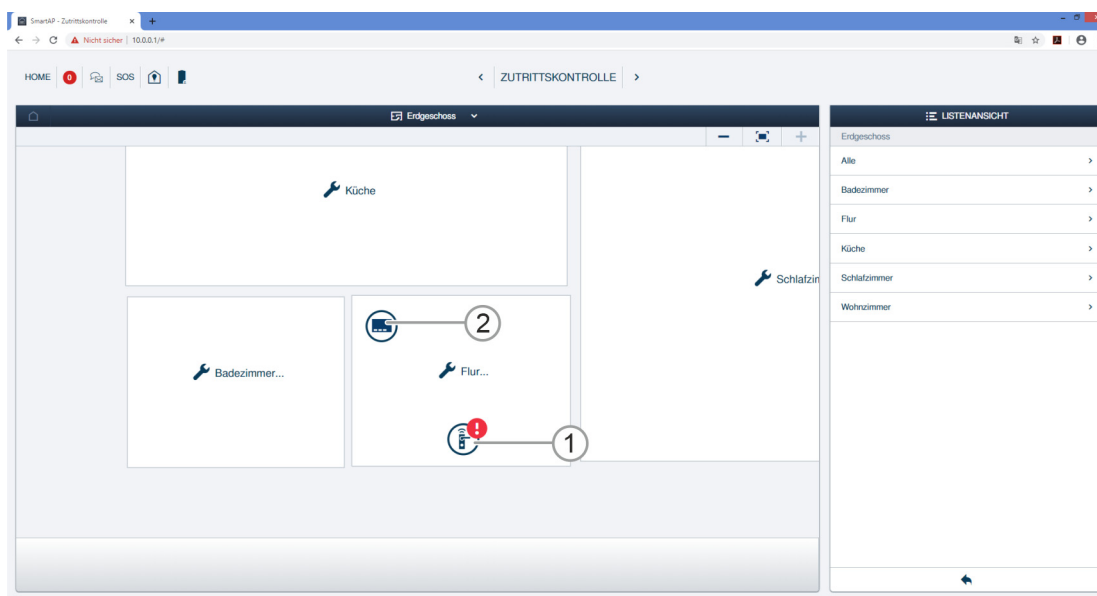 SmartAP - Zutrittskontrolle
Nicht sicher | 10.0.0.1/#
HOME 0 SOS
ZUTRITTSKONTROLLE
Erdgeschoss
LISTENANSICHT
Erdgeschoss
Alle
Badezimmer
Flur
Küche
Schlafzimmer
Wohnzimmer
Küche
Schlafzin
2
Badezimmer...
Flur...
1